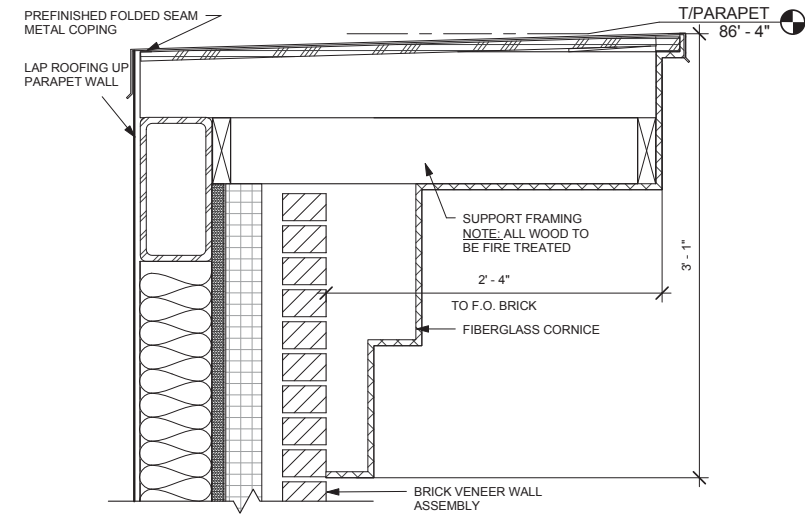 PREFINISHED FOLDED SEAM
METAL COPING
T/PARAPET
86' - 4"
LAP ROOFING UP
PARAPET WALL
SUPPORT FRAMING
NOTE: ALL WOOD TO
BE FIRE TREATED
2' - 4"
TO F.O. BRICK
3' - 1"
FIBERGLASS CORNICE
BRICK VENEER WALL
ASSEMBLY